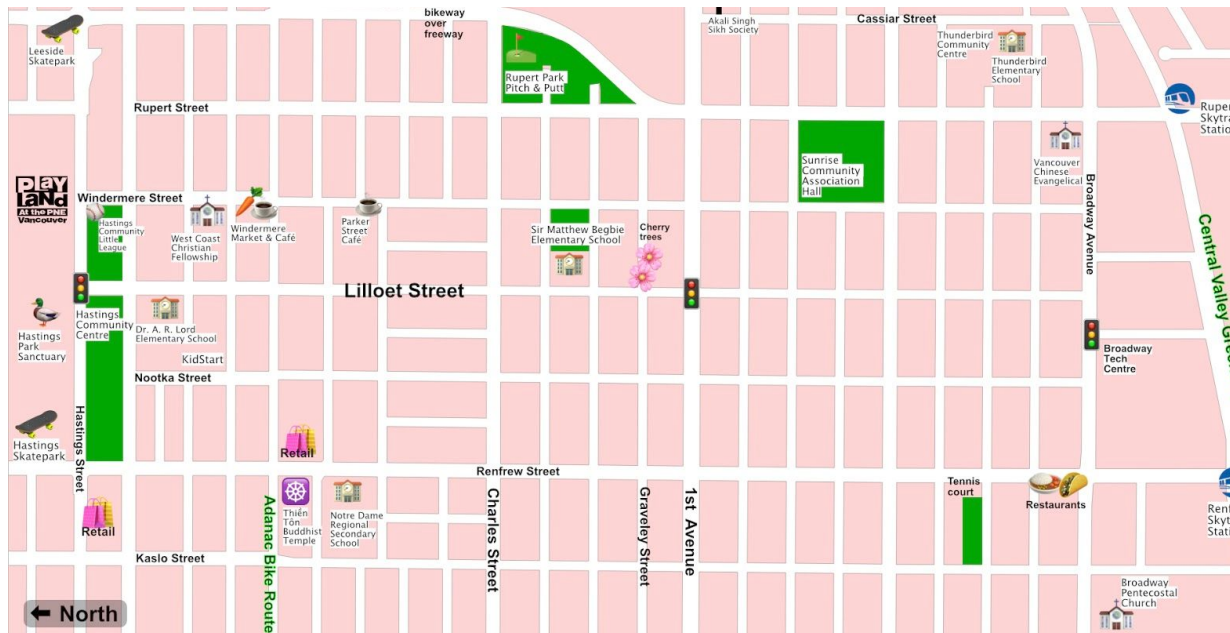 bikeway
over
freeway
Akali Singh
Sikh Society
Cassiar Street
Leeside
Skatepark
Thunderbird
Community
Centre
Thunderbird
Elementary
School
Rupert Park
Pitch & Putt
Rupert Street
Rupert
Skytra
Station
PLAY
LAND
At the PNE
Vancouver
Windermere Street
Hastings
Community
Little
League
West Coast
Christian
Fellowship
Windermere
Market & Café
Parker
Street
Café
Sir Matthew Begbie
Elementary School
Cherry
trees
Sunrise
Community
Association
Hall
Vancouver
Chinese
Evangelical
Broadway Avenue
Central Valley Green
Lilloet Street
Hastings
Park
Sanctuary
Hastings
Community
Centre
Dr. A. R. Lord
Elementary School
KidStart
Broadway
Tech
Centre
Nootka Street
Hastings
Skatepark
Hastings Street
Retail
Renfrew Street
Retail
Adanac Bike Route
Thiền
Tôn
Buddhist
Temple
Notre Dame
Regional
Secondary
School
Charles Street
Graveley Street
1st Avenue
Tennis
court
Restaurants
Renf
Skyt
Stati
Kaslo Street
Broadway
Pentecostal
Church
← North